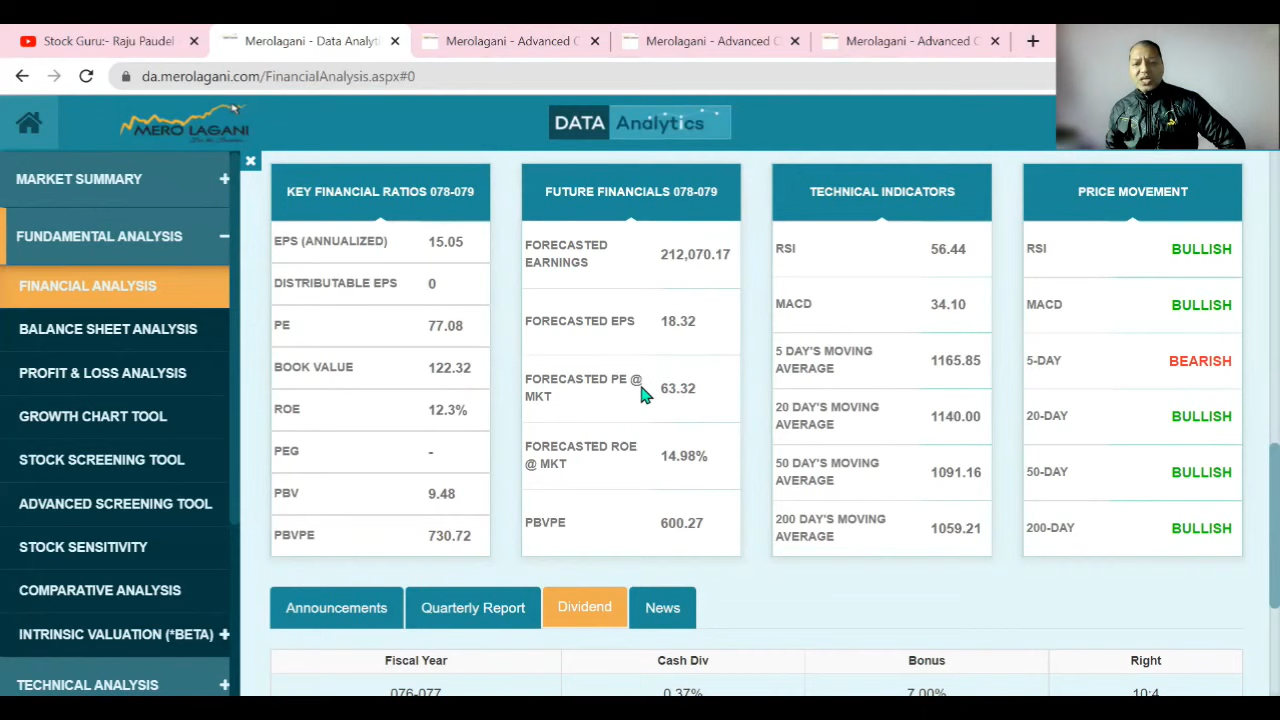 Stock Guru:- Raju Paudel
Merolagani - Data Analyti
Merolagani - Advanced C
Merolagani - Advanced C
Merolagani - Advanced C
da.merolagani.com/FinancialAnalysis.aspx#0
MERO LAGANI
DATA Analytics
MARKET SUMMARY
FUNDAMENTAL ANALYSIS
FINANCIAL ANALYSIS
BALANCE SHEET ANALYSIS
PROFIT & LOSS ANALYSIS
GROWTH CHART TOOL
STOCK SCREENING TOOL
ADVANCED SCREENING TOOL
STOCK SENSITIVITY
COMPARATIVE ANALYSIS
INTRINSIC VALUATION (*BETA)
TECHNICAL ANALYSIS
KEY FINANCIAL RATIOS 078-079
EPS (ANNUALIZED) 15.05
DISTRIBUTABLE EPS 0
PE 77.08
BOOK VALUE 122.32
ROE 12.3%
PEG -
PBV 9.48
PBVPE 730.72
FUTURE FINANCIALS 078-079
FORECASTED
EARNINGS 212,070.17
FORECASTED EPS 18.32
FORECASTED PE @
MKT 63.32
FORECASTED ROE
@ MKT 14.98%
PBVPE 600.27
TECHNICAL INDICATORS
RSI 56.44
MACD 34.10
5 DAY'S MOVING
AVERAGE 1165.85
20 DAY'S MOVING
AVERAGE 1140.00
50 DAY'S MOVING
AVERAGE 1091.16
200 DAY'S MOVING
AVERAGE 1059.21
PRICE MOVEMENT
RSI BULLISH
MACD BULLISH
5-DAY BEARISH
20-DAY BULLISH
50-DAY BULLISH
200-DAY BULLISH
Announcements Quarterly Report Dividend News
Fiscal Year Cash Div Bonus Right
076-077 0.37% 7.00% 10:4